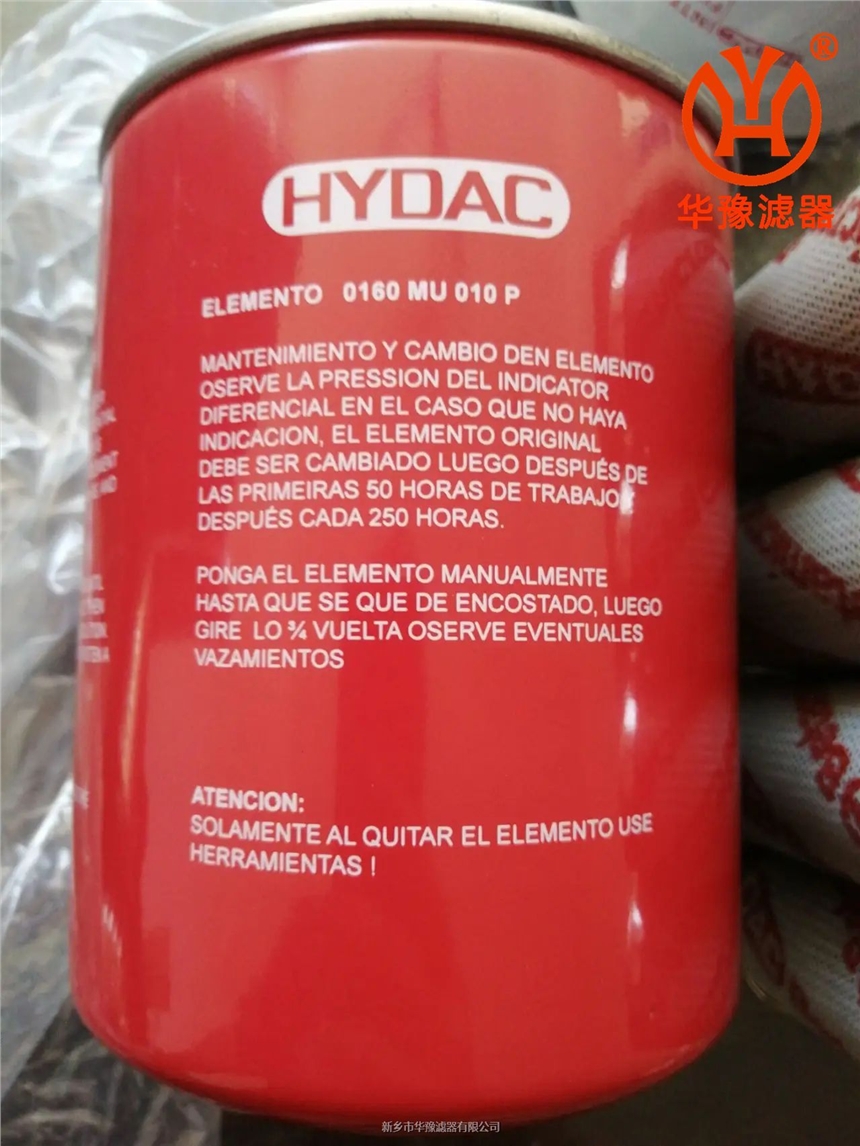 HYDAC
ELEMENTO 0160 MU 010 P
MANTENIMIENTO Y CAMBIO DEN ELEMENTO
OSERVE LA PRESSION DEL INDICATOR
DIFERENCIAL EN EL CASO QUE NO HAYA
INDICACION, EL ELEMENTO ORIGINAL
DEBE SER CAMBIADO LUEGO DESPUÉS DE
LAS PRIMEIRAS 50 HORAS DE TRABAJO Y
DESPUÉS CADA 250 HORAS.
PONGA EL ELEMENTO MANUALMENTE
HASTA QUE SE QUE DE ENCOSTADO, LUEGO
GIRE LO ¾ VUELTA OSERVE EVENTUALES
VAZAMIENTOS
ATENCION:
SOLAMENTE AL QUITAR EL ELEMENTO USE
HERRAMIENTAS !
华豫滤器
HYDAC
新乡市华豫滤器有限公司